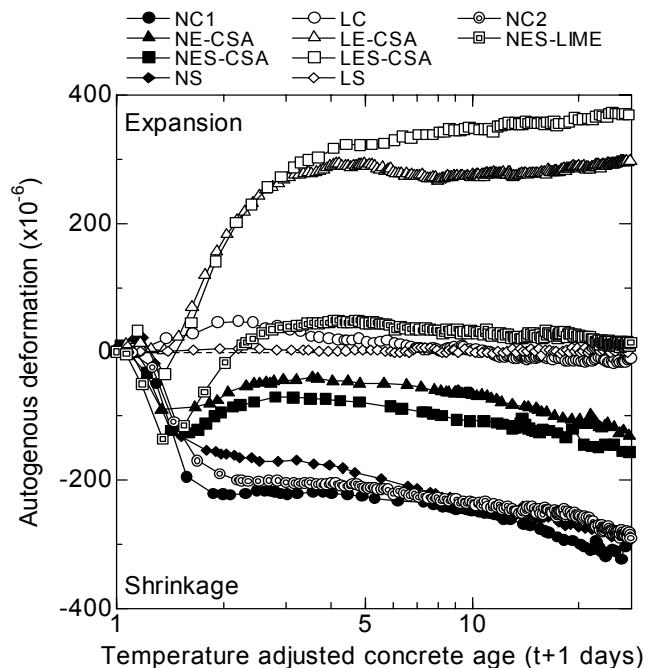 NC1 LC NC2
NE-CSA LE-CSA NES-LIME
NES-CSA LES-CSA
NS LS
400
Expansion
200
0
-200
Shrinkage
-400
1 2 5 10
Autogenous deformation (x10⁻⁶)
Temperature adjusted concrete age (t+1 days)